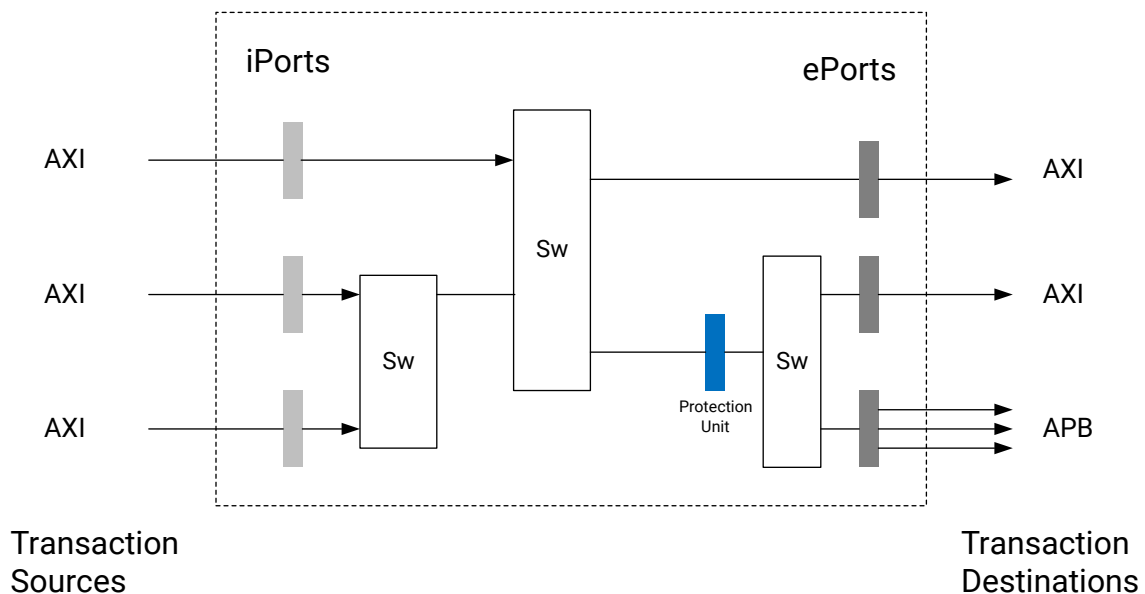 iPorts
ePorts
AXI
AXI
Sw
AXI
AXI
Sw
Sw
Protection
Unit
AXI
APB
Transaction
Sources
Transaction
Destinations